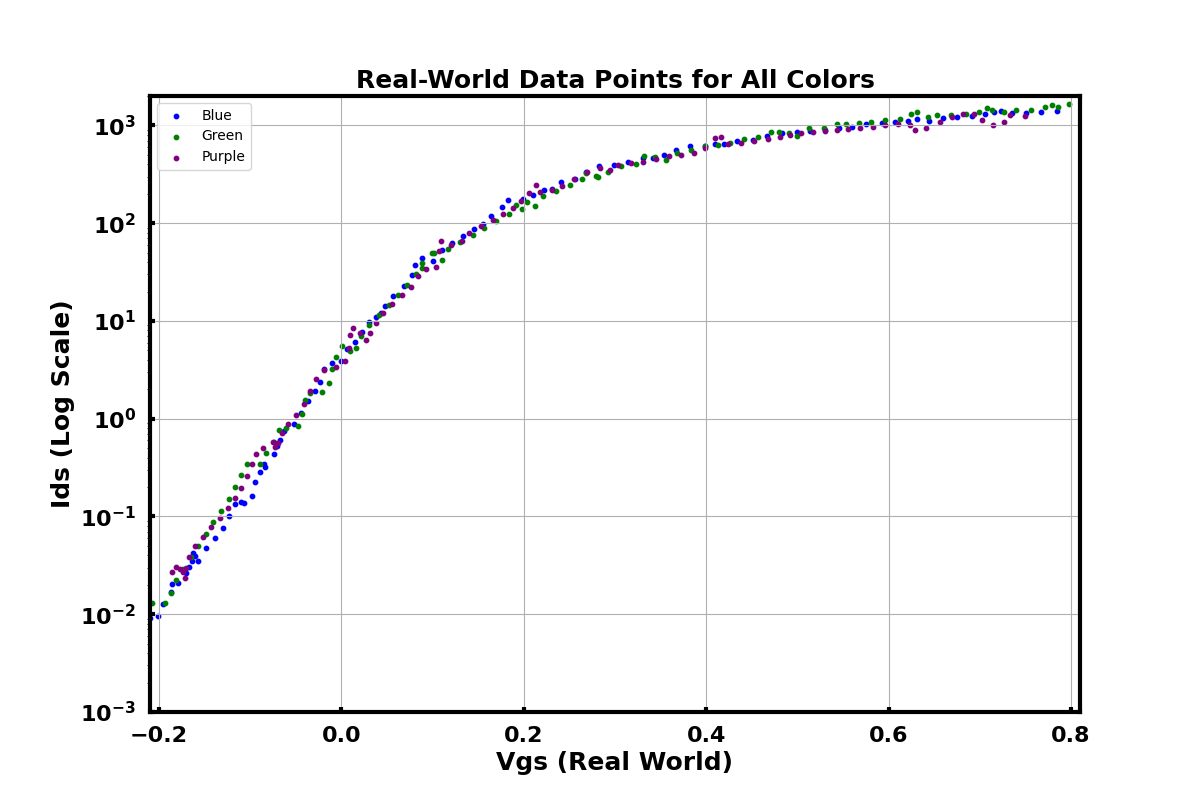 Real-World Data Points for All Colors
Blue
Green
Purple
10³
10²
10¹
10⁰
10⁻¹
10⁻²
10⁻³
Ids (Log Scale)
−0.2 0.0 0.2 0.4 0.6 0.8
Vgs (Real World)